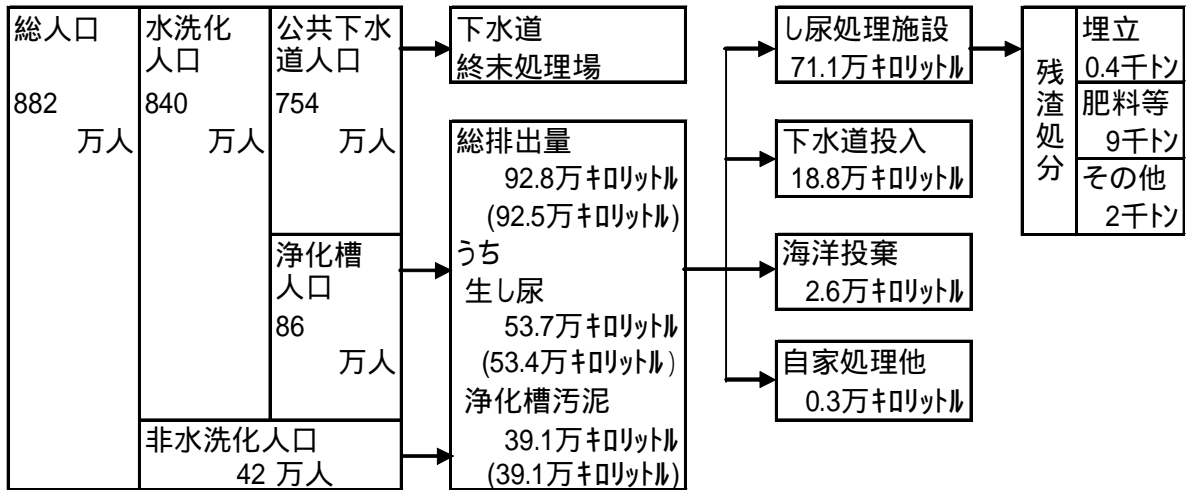 総人口
882
万人
水洗化
人口
840
万人
公共下水
道人口
754
万人
浄化槽
人口
86
万人
非水洗化人口
42 万人
下水道
終末処理場
総排出量
92.8万キロリットル
(92.5万キロリットル)
うち
生し尿
53.7万キロリットル
(53.4万キロリットル)
浄化槽汚泥
39.1万キロリットル
(39.1万キロリットル)
し尿処理施設
71.1万キロリットル
下水道投入
18.8万キロリットル
海洋投棄
2.6万キロリットル
自家処理他
0.3万キロリットル
残渣処分
埋立
0.4千トン
肥料等
9千トン
その他
2千トン